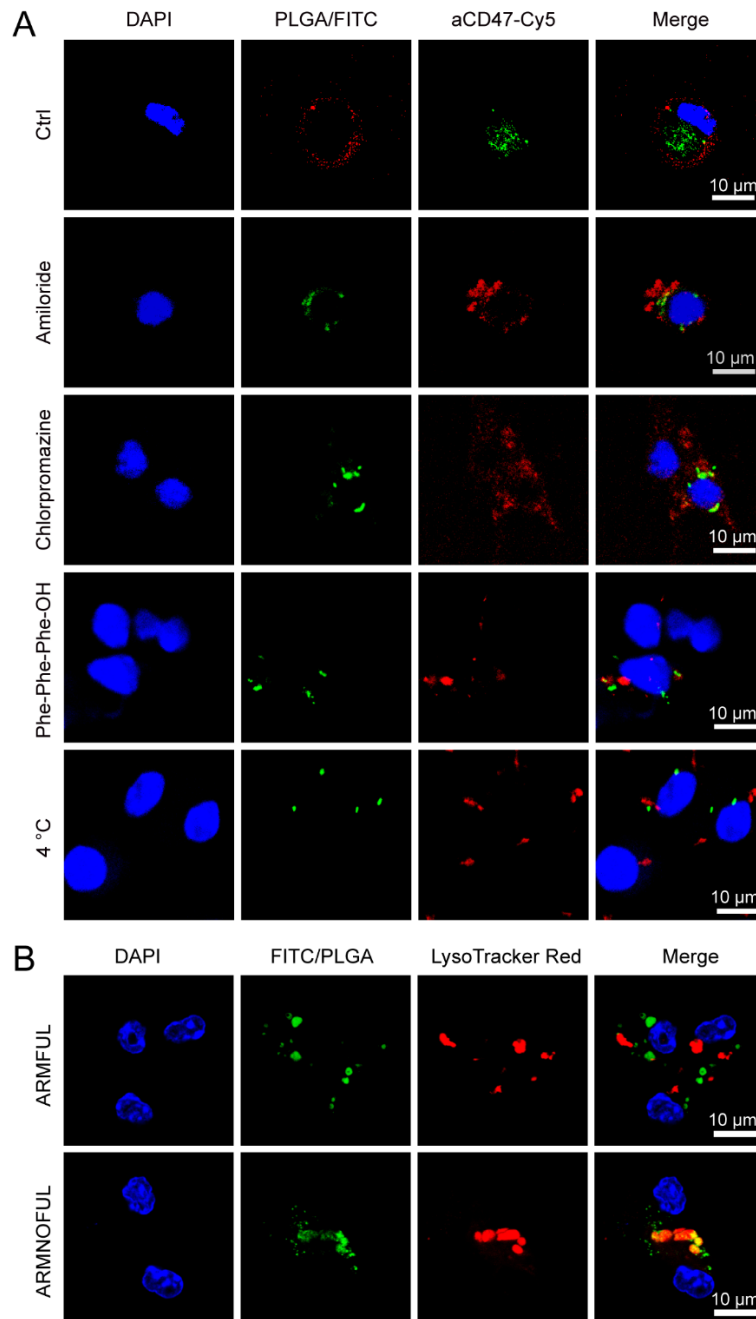 A
DAPI PLGA/FITC aCD47-Cy5 Merge
Ctrl
10 µm
Amiloride
10 µm
Chlorpromazine
10 µm
Phe-Phe-Phe-OH
10 µm
4 °C
10 µm
B
DAPI FITC/PLGA LysoTracker Red Merge
ARMFUL
10 µm
ARMNOFUL
10 µm